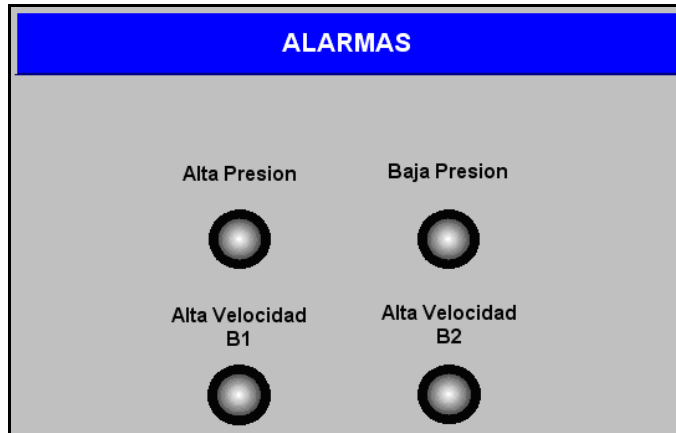 ALARMAS
Alta Presion
Baja Presion
Alta Velocidad
B1
Alta Velocidad
B2